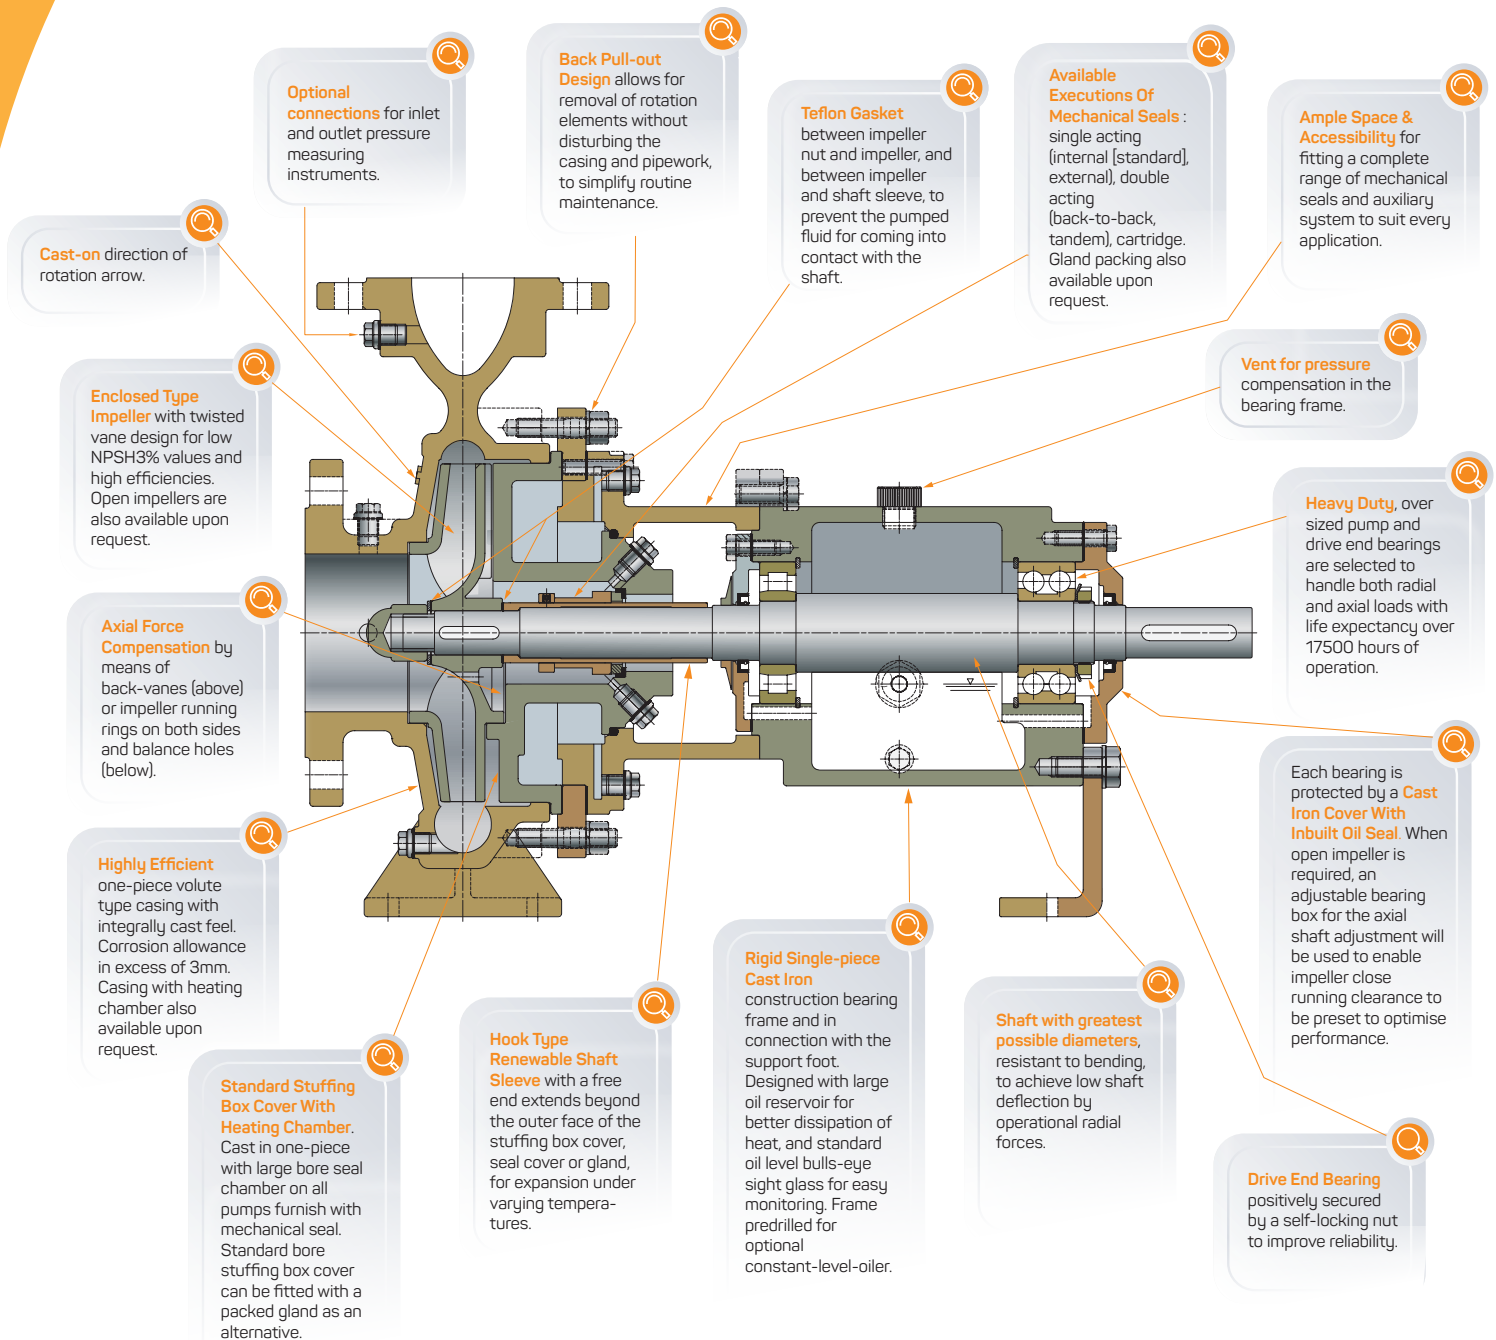 Optional
connections for inlet
and outlet pressure
measuring
instruments.
Back Pull-out
Design allows for
removal of rotation
elements without
disturbing the
casing and pipework,
to simplify routine
maintenance.
Teflon Gasket
between impeller
nut and impeller, and
between impeller
and shaft sleeve, to
prevent the pumped
fluid for coming into
contact with the
shaft.
Available
Executions Of
Mechanical Seals :
single acting
(internal [standard],
external), double
acting
(back-to-back,
tandem), cartridge.
Gland packing also
available upon
request.
Ample Space &
Accessibility for
fitting a complete
range of mechanical
seals and auxiliary
system to suit every
application.
Cast-on direction of
rotation arrow.
Vent for pressure
compensation in the
bearing frame.
Enclosed Type
Impeller with twisted
vane design for low
NPSH3% values and
high efficiencies.
Open impellers are
also available upon
request.
Heavy Duty, over
sized pump and
drive end bearings
are selected to
handle both radial
and axial loads with
life expectancy over
17500 hours of
operation.
Axial Force
Compensation by
means of
back-vanes (above)
or impeller running
rings on both sides
and balance holes
(below).
Each bearing is
protected by a Cast
Iron Cover With
Inbuilt Oil Seal. When
open impeller is
required, an
adjustable bearing
box for the axial
shaft adjustment will
be used to enable
impeller close
running clearance to
be preset to optimise
performance.
Highly Efficient
one-piece volute
type casing with
integrally cast feel.
Corrosion allowance
in excess of 3mm.
Casing with heating
chamber also
available upon
request.
Standard Stuffing
Box Cover With
Heating Chamber.
Cast in one-piece
with large bore seal
chamber on all
pumps furnish with
mechanical seal.
Standard bore
stuffing box cover
can be fitted with a
packed gland as an
alternative.
Hook Type
Renewable Shaft
Sleeve with a free
end extends beyond
the outer face of the
stuffing box cover,
seal cover or gland,
for expansion under
varying tempera-
tures.
Rigid Single-piece
Cast Iron
construction bearing
frame and in
connection with the
support foot.
Designed with large
oil reservoir for
better dissipation of
heat, and standard
oil level bulls-eye
sight glass for easy
monitoring. Frame
predrilled for
optional
constant-level-oiler.
Shaft with greatest
possible diameters,
resistant to bending,
to achieve low shaft
deflection by
operational radial
forces.
Drive End Bearing
positively secured
by a self-locking nut
to improve reliability.